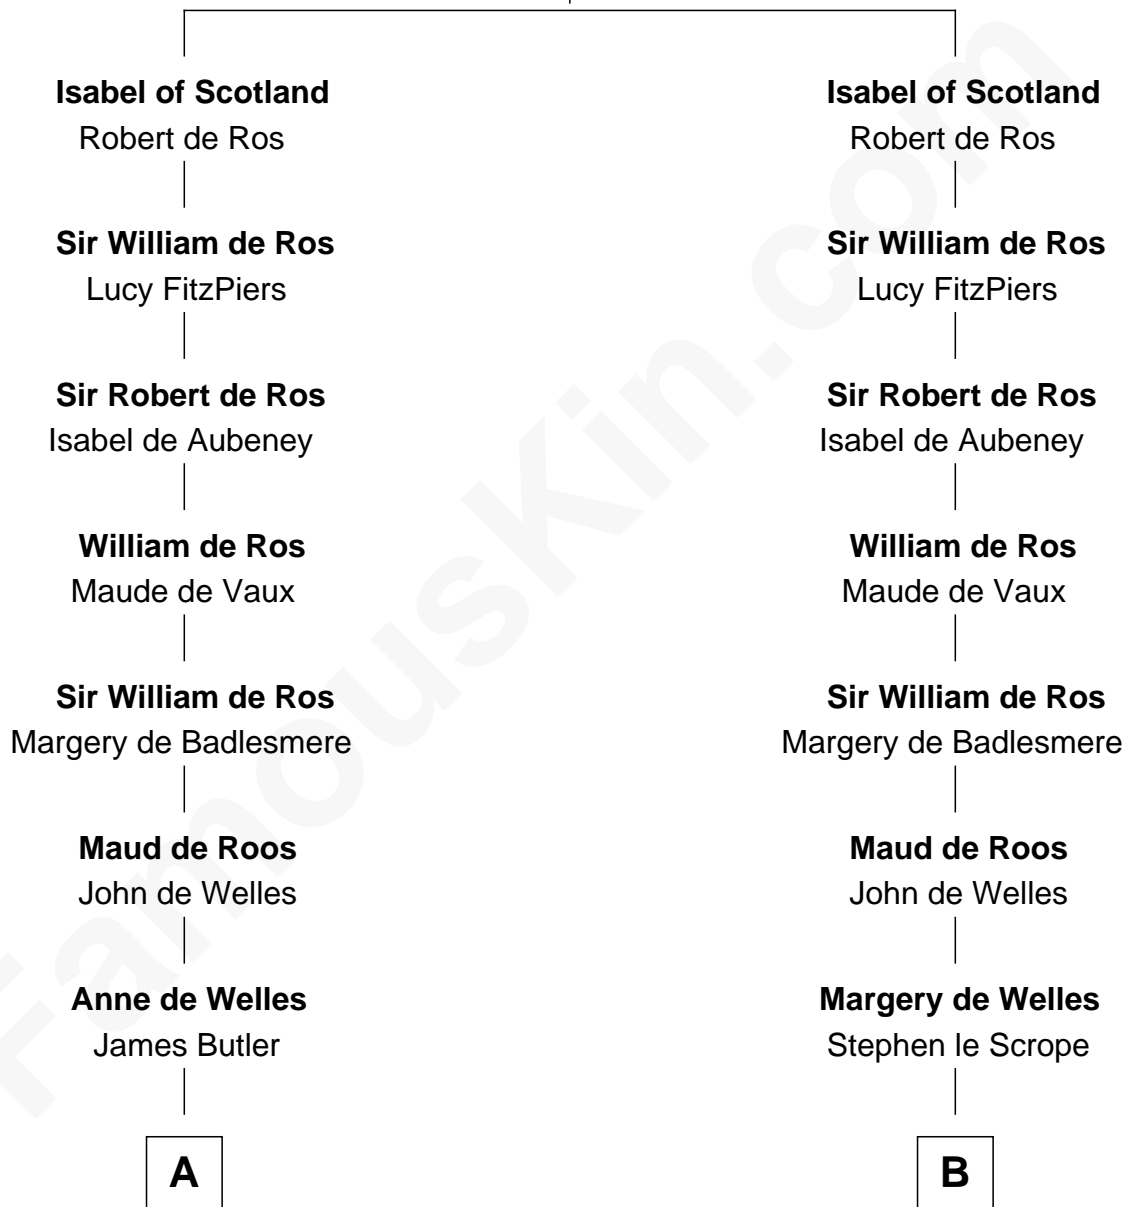 Isabel of Scotland
Robert de Ros
Sir William de Ros
Lucy FitzPiers
Sir Robert de Ros
Isabel de Aubeney
William de Ros
Maude de Vaux
Sir William de Ros
Margery de Badlesmere
Maud de Roos
John de Welles
Anne de Welles
James Butler
A
Isabel of Scotland
Robert de Ros
Sir William de Ros
Lucy FitzPiers
Sir Robert de Ros
Isabel de Aubeney
William de Ros
Maude de Vaux
Sir William de Ros
Margery de Badlesmere
Maud de Roos
John de Welles
Margery de Welles
Stephen le Scrope
B
FamousKin.com